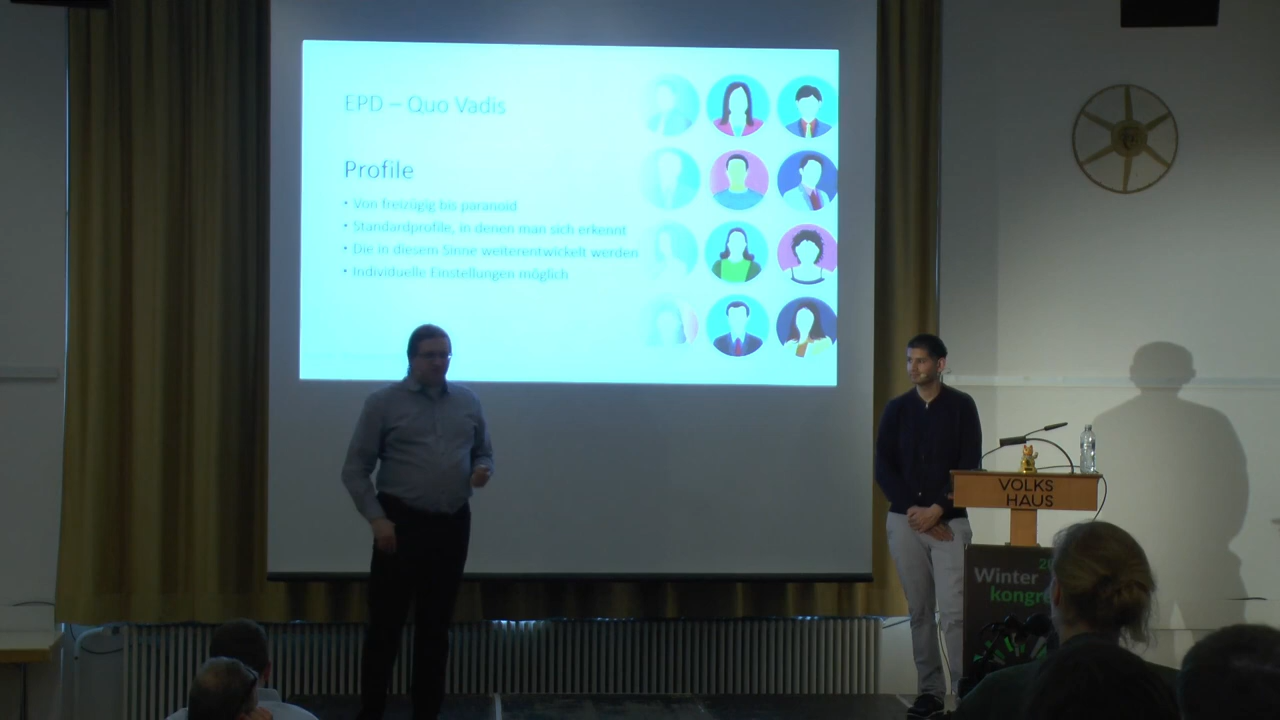 EPD – Quo Vadis
Profile
• Von freizügig bis paranoid
• Standardprofile, in denen man sich erkennt
• Die in diesem Sinne weiterentwickelt werden
• Individuelle Einstellungen möglich
VOLKS
HAUS
Winter